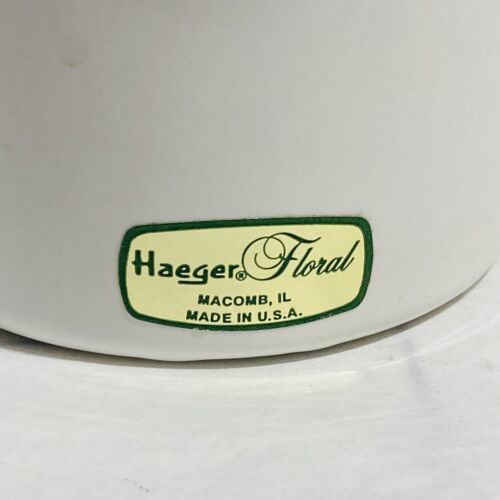 Haeger® Floral
MACOMB, IL
MADE IN U.S.A.